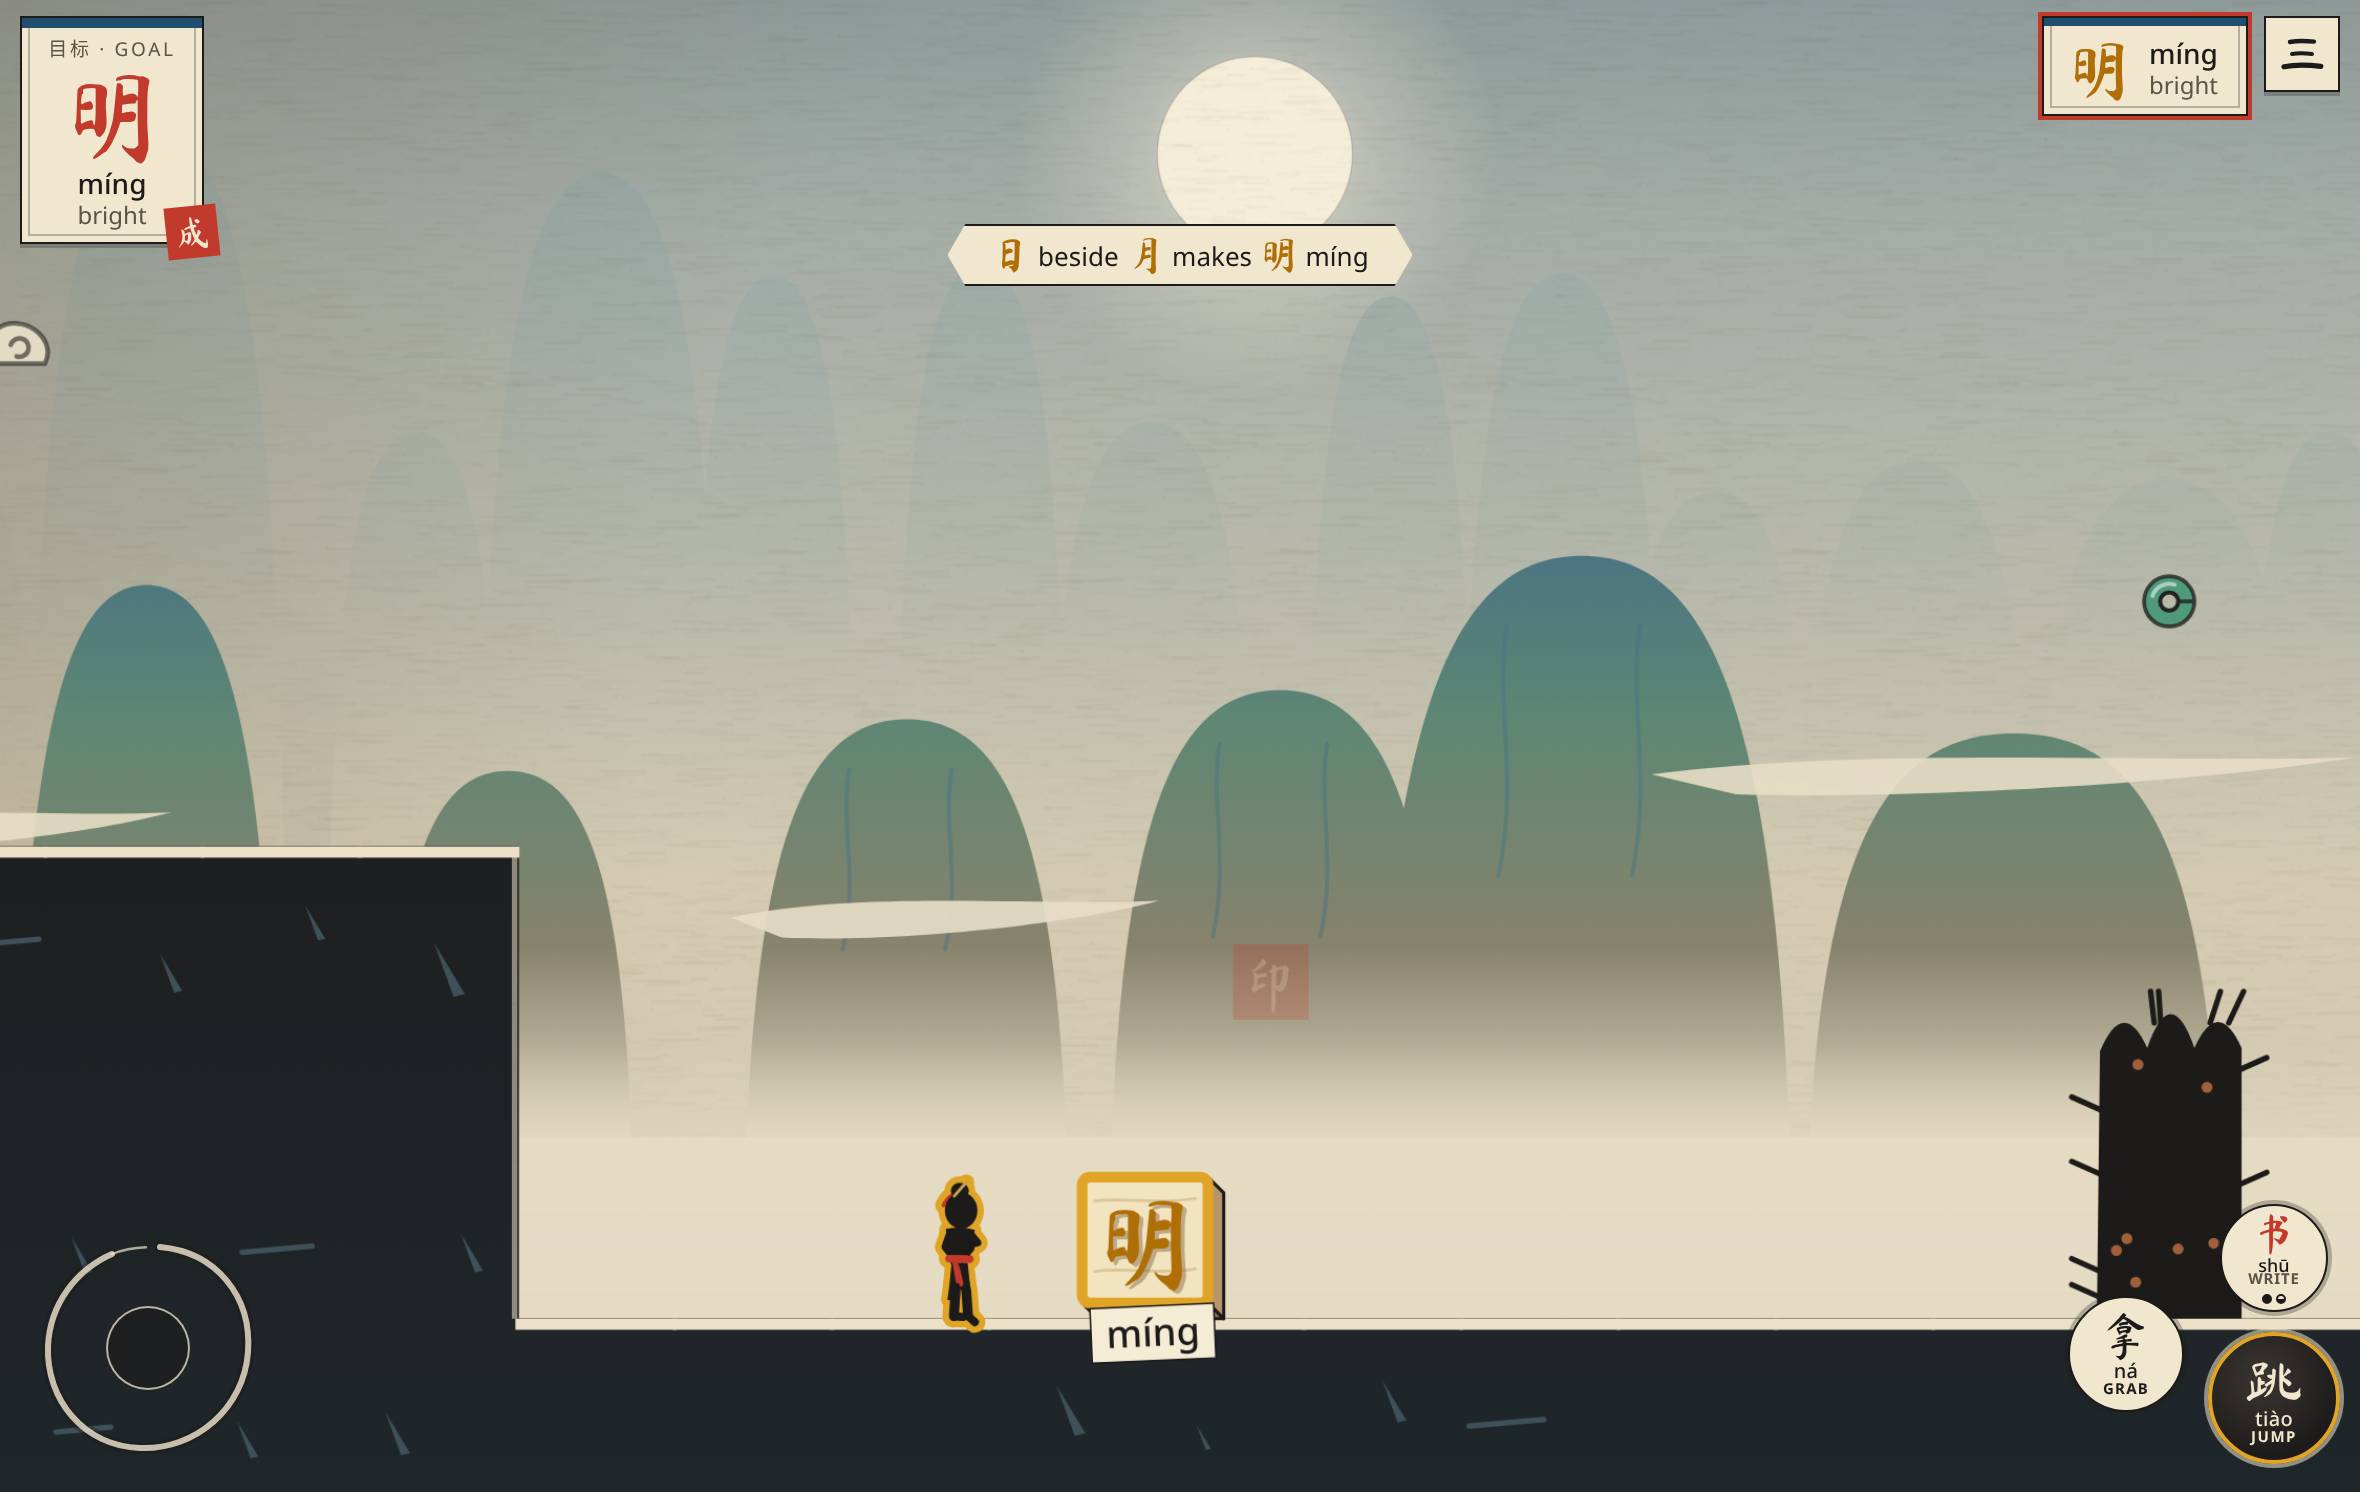 目标 · GOAL
明
míng
bright
成
明 míng
bright
三
日 beside 月 makes 明 míng
印
明
míng
书
shū
WRITE
拿
ná
GRAB
跳
tiào
JUMP